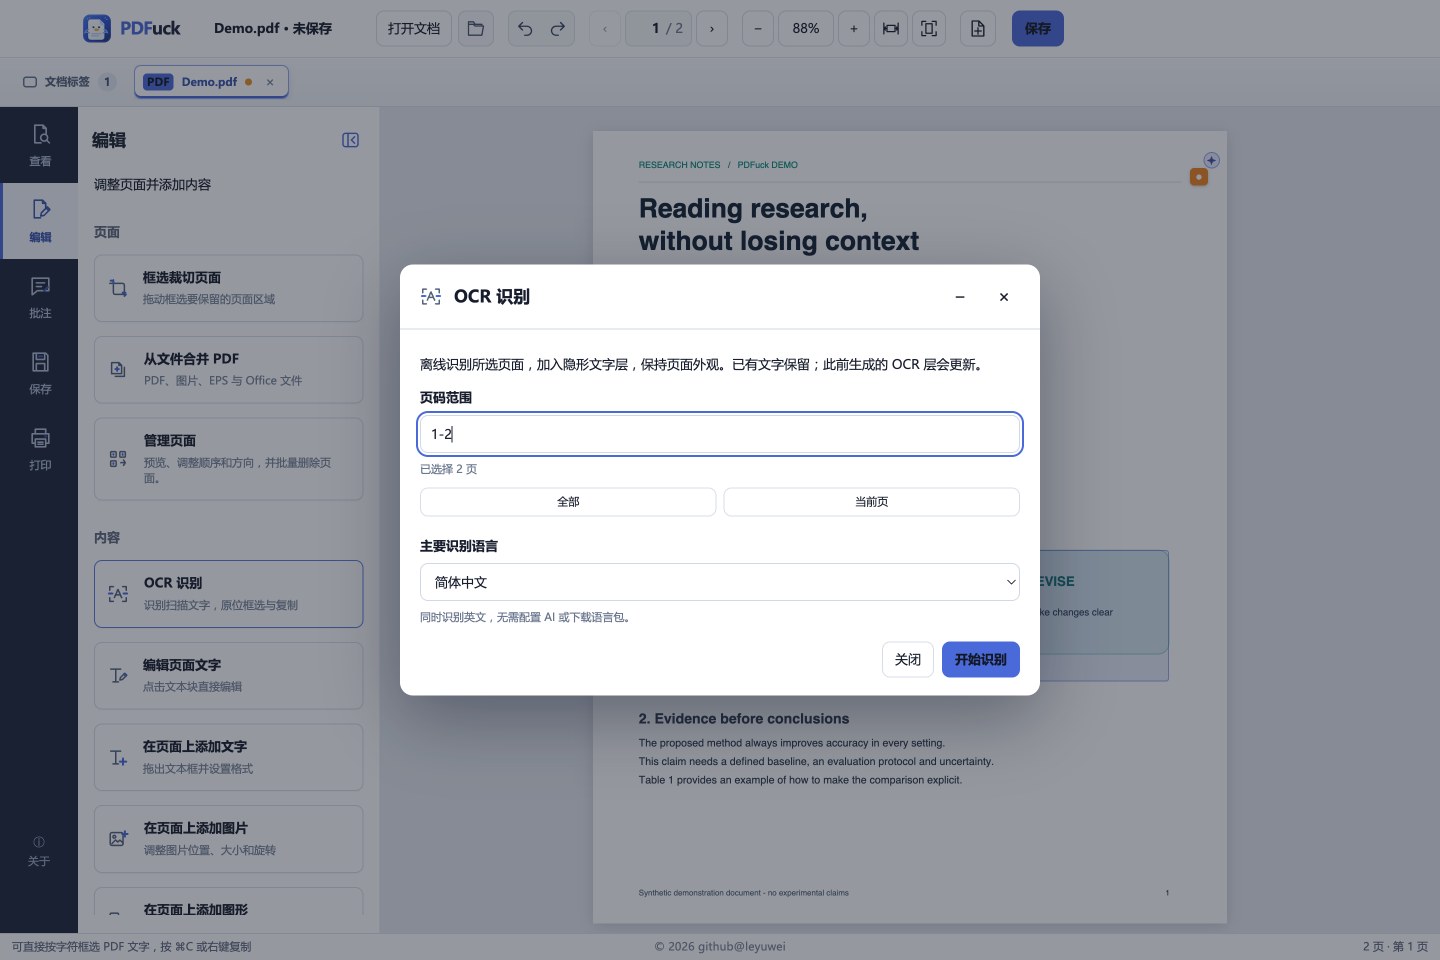 PDFuck
Demo.pdf • 未保存
打开文档
1 / 2
88%
保存
文档标签 1
PDF Demo.pdf
查看
编辑
批注
保存
打印
关于
编辑
调整页面并添加内容
页面
框选裁切页面
拖动框选要保留的页面区域
从文件合并 PDF
PDF、图片、EPS 与 Office 文件
管理页面
预览、调整顺序和方向，并批量删除页
面。
内容
OCR 识别
识别扫描文字，原位框选与复制
编辑页面文字
点击文本块直接编辑
在页面上添加文字
拖出文本框并设置格式
在页面上添加图片
调整图片位置、大小和旋转
在页面上添加图形
RESEARCH NOTES / PDFuck DEMO
Reading research,
without losing context
OCR 识别
离线识别所选页面，加入隐形文字层，保持页面外观。已有文字保留；此前生成的 OCR 层会更新。
页码范围
1-2
已选择 2 页
全部
当前页
主要识别语言
简体中文
同时识别英文，无需配置 AI 或下载语言包。
关闭
开始识别
EVISE
ke changes clear
2. Evidence before conclusions
The proposed method always improves accuracy in every setting.
This claim needs a defined baseline, an evaluation protocol and uncertainty.
Table 1 provides an example of how to make the comparison explicit.
Synthetic demonstration document - no experimental claims
1
可直接按字符框选 PDF 文字，按 ⌘C 或右键复制
© 2026 github@leyuwei
2 页 · 第 1 页